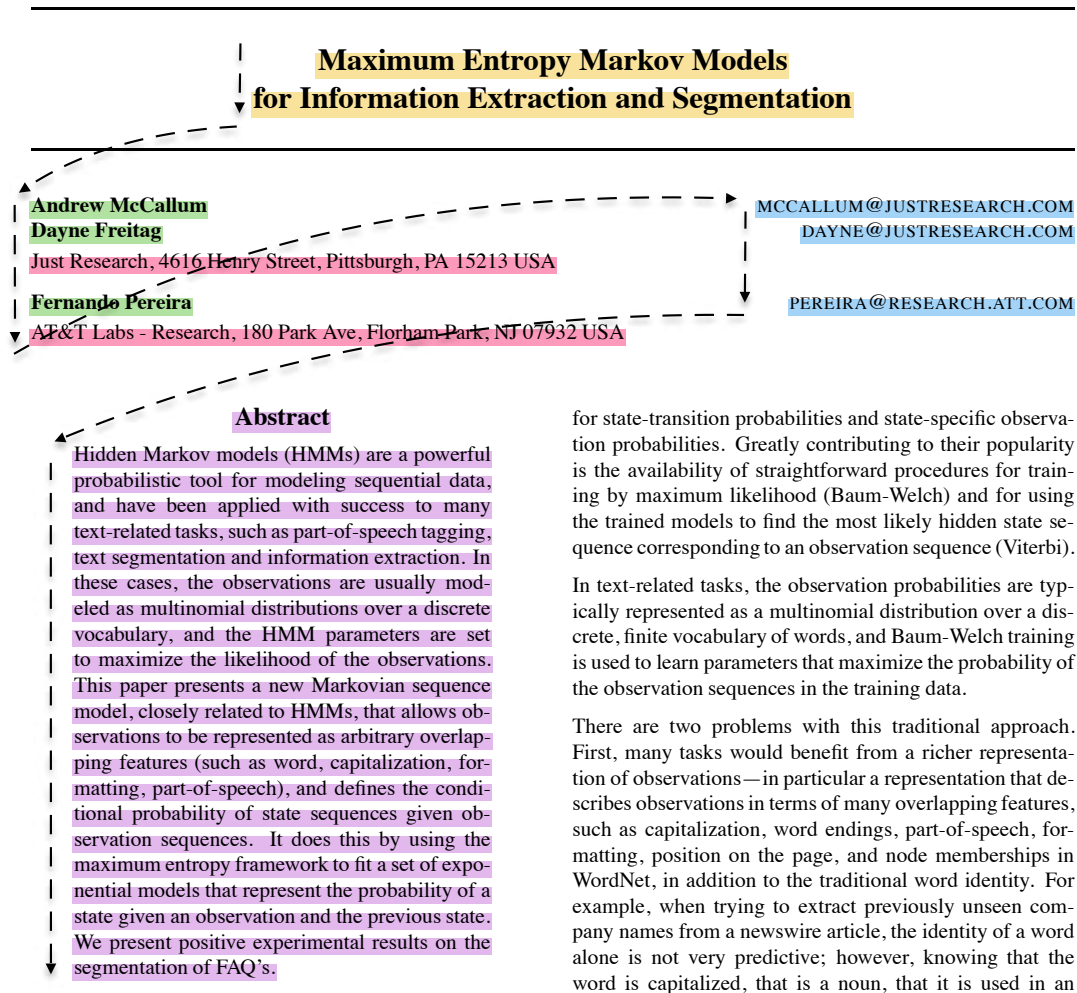 Maximum Entropy Markov Models
for Information Extraction and Segmentation
Andrew McCallum
Dayne Freitag
Just Research, 4616 Henry Street, Pittsburgh, PA 15213 USA
Fernando Pereira
AT&T Labs - Research, 180 Park Ave, Florham Park, NJ 07932 USA
MCCALLUM@JUSTRESEARCH.COM
DAYNE@JUSTRESEARCH.COM
PEREIRA@RESEARCH.ATT.COM
Abstract
Hidden Markov models (HMMs) are a powerful
probabilistic tool for modeling sequential data,
and have been applied with success to many
text-related tasks, such as part-of-speech tagging,
text segmentation and information extraction. In
these cases, the observations are usually mod-
eled as multinomial distributions over a discrete
vocabulary, and the HMM parameters are set
to maximize the likelihood of the observations.
This paper presents a new Markovian sequence
model, closely related to HMMs, that allows ob-
servations to be represented as arbitrary overlap-
ping features (such as word, capitalization, for-
matting, part-of-speech), and defines the condi-
tional probability of state sequences given ob-
servation sequences. It does this by using the
maximum entropy framework to fit a set of expo-
nential models that represent the probability of a
state given an observation and the previous state.
We present positive experimental results on the
segmentation of FAQ's.
for state-transition probabilities and state-specific observa-
tion probabilities. Greatly contributing to their popularity
is the availability of straightforward procedures for train-
ing by maximum likelihood (Baum-Welch) and for using
the trained models to find the most likely hidden state se-
quence corresponding to an observation sequence (Viterbi).
In text-related tasks, the observation probabilities are typ-
ically represented as a multinomial distribution over a dis-
crete, finite vocabulary of words, and Baum-Welch training
is used to learn parameters that maximize the probability of
the observation sequences in the training data.
There are two problems with this traditional approach.
First, many tasks would benefit from a richer representa-
tion of observations—in particular a representation that de-
scribes observations in terms of many overlapping features,
such as capitalization, word endings, part-of-speech, for-
matting, position on the page, and node memberships in
WordNet, in addition to the traditional word identity. For
example, when trying to extract previously unseen com-
pany names from a newswire article, the identity of a word
alone is not very predictive; however, knowing that the
word is capitalized, that is a noun, that it is used in an